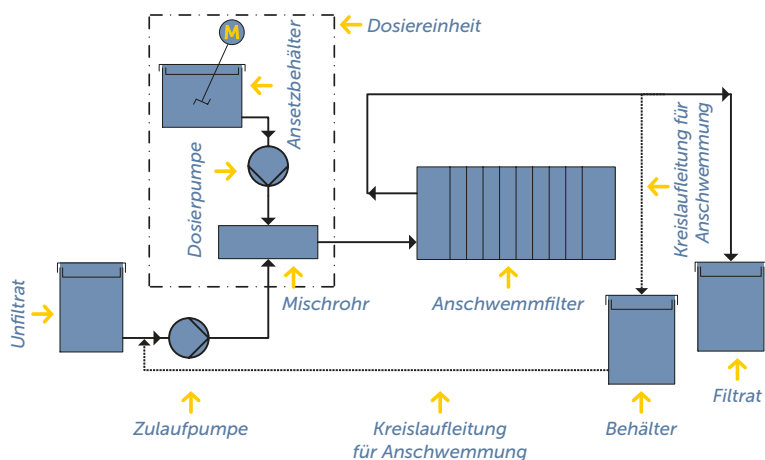 M
Dosiereinheit
Ansetzbehälter
Dosierpumpe
Kreislaufleitung für
Anschwemmung
Unfiltrat
Mischrohr
Anschwemmfilter
Filtrat
Zulaufpumpe
Kreislaufleitung
für Anschwemmung
Behälter